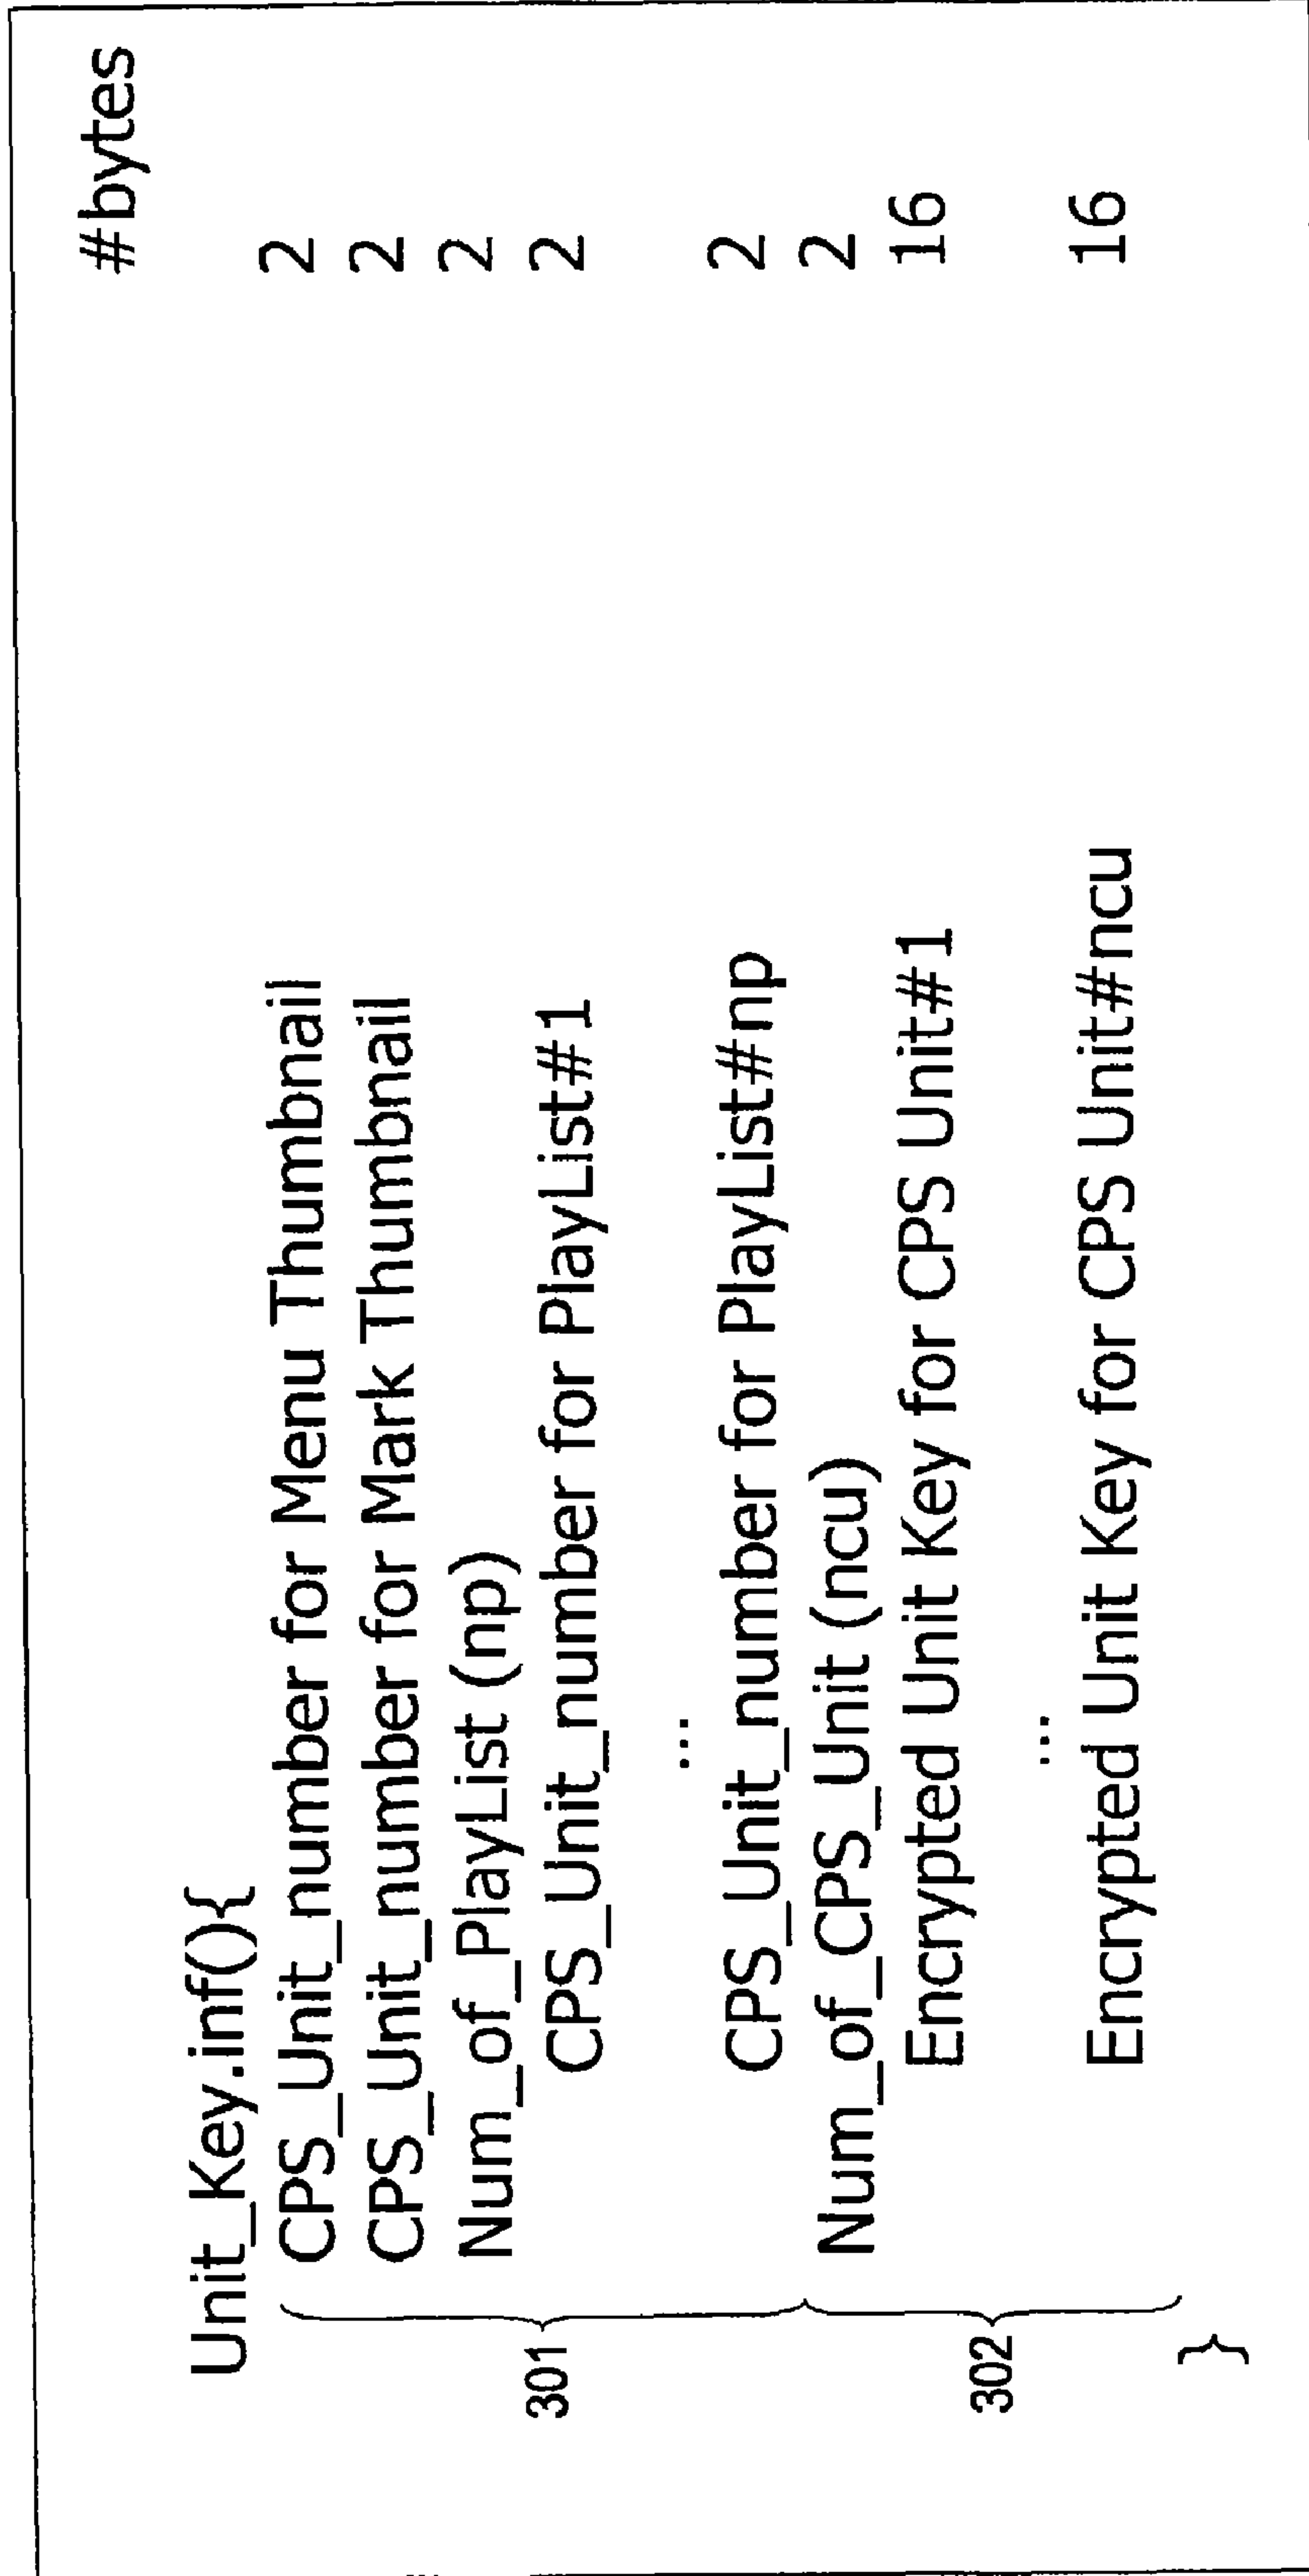 #bytes
Unit_Key.inf(){
CPS_Unit_number for Menu Thumbnail 2
CPS_Unit_number for Mark Thumbnail 2
Num_of_PlayList (np) 2
CPS_Unit_number for PlayList#1 2
...
CPS_Unit_number for PlayList#np 2
Num_of_CPS_Unit (ncu) 2
Encrypted Unit Key for CPS Unit#1 16
...
Encrypted Unit Key for CPS Unit#ncu 16
}
301
302